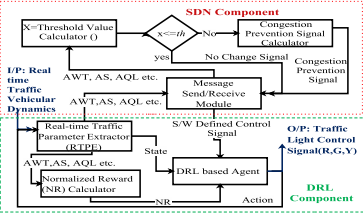 SDN Component
X=Threshold Value
Calculator ()
x<=th
No
Congestion
Prevention Signal
Calculator
yes
No Change Signal
Congestion
Prevention
Signal
I/P: Real
time
Traffic
Vehicular
Dynamics
AWT, AS, AQL etc.
AWT, AS, AQL etc.
Message
Send/Receive
Module
S/W Defined Control
Signal
O/P: Traffic
Light Control
Signal(R,G,Y)
Real-time Traffic
Parameter Extractor
(RTPE)
State
AWT,AS, AQL etc.
DRL based Agent
Normalized Reward
(NR) Calculator
NR
Action
DRL
Component